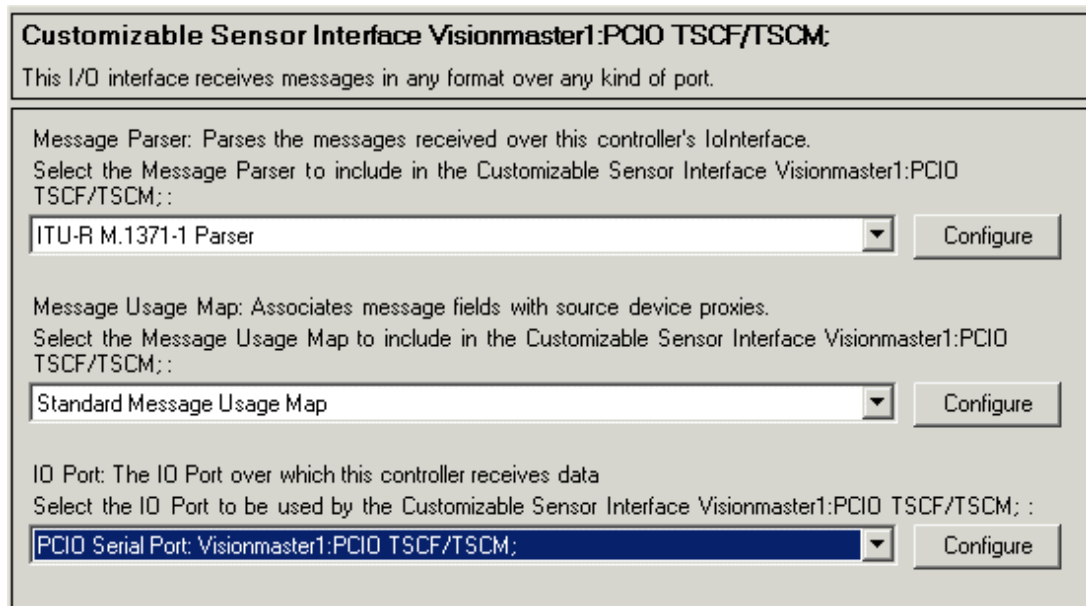 Customizable Sensor Interface Visionmaster1:PCIO TSCF/TSCM;
This I/O interface receives messages in any format over any kind of port.
Message Parser: Parses the messages received over this controller's IoInterface.
Select the Message Parser to include in the Customizable Sensor Interface Visionmaster1:PCIO
TSCF/TSCM; :
ITU-R M.1371-1 Parser
Configure
Message Usage Map: Associates message fields with source device proxies.
Select the Message Usage Map to include in the Customizable Sensor Interface Visionmaster1:PCIO
TSCF/TSCM; :
Standard Message Usage Map
Configure
IO Port: The IO Port over which this controller receives data
Select the IO Port to be used by the Customizable Sensor Interface Visionmaster1:PCIO TSCF/TSCM; :
PCIO Serial Port: Visionmaster1:PCIO TSCF/TSCM;
Configure